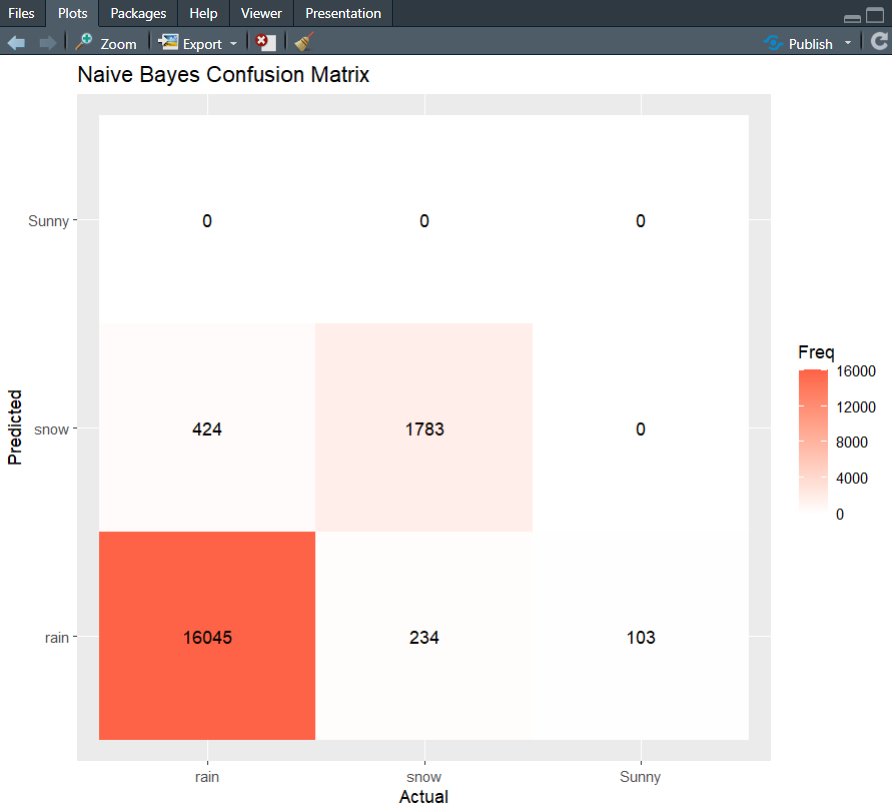 Files Plots Packages Help Viewer Presentation
Zoom Export Publish
Naive Bayes Confusion Matrix
Sunny 0 0 0
snow 424 1783 0
rain 16045 234 103
Predicted
rain snow Sunny
Actual
Freq
16000
12000
8000
4000
0